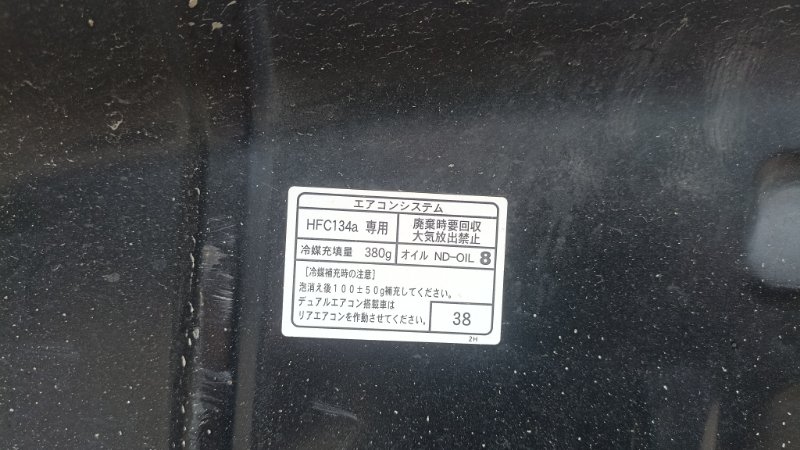 エアコンシステム
HFC134a 専用
廃棄時要回収
大気放出禁止
冷媒充填量 380g
オイル ND-OIL 8
[冷媒補充時の注意]
泡消え後100±50g補充してください。
デュアルエアコン搭載車は
リアエアコンを作動させてください。
38
ZH